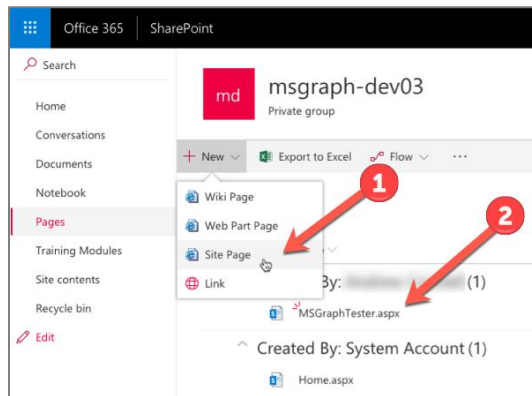 Office 365 SharePoint
Search
md
msgraph-dev03
Private group
Home
Conversations
Documents
Notebook
Pages
Training Modules
Site contents
Recycle bin
Edit
New Export to Excel Flow ...
Wiki Page
Web Part Page
Site Page
Link
1
2
By: (1)
MSGraphTester.aspx
Created By: System Account (1)
Home.aspx